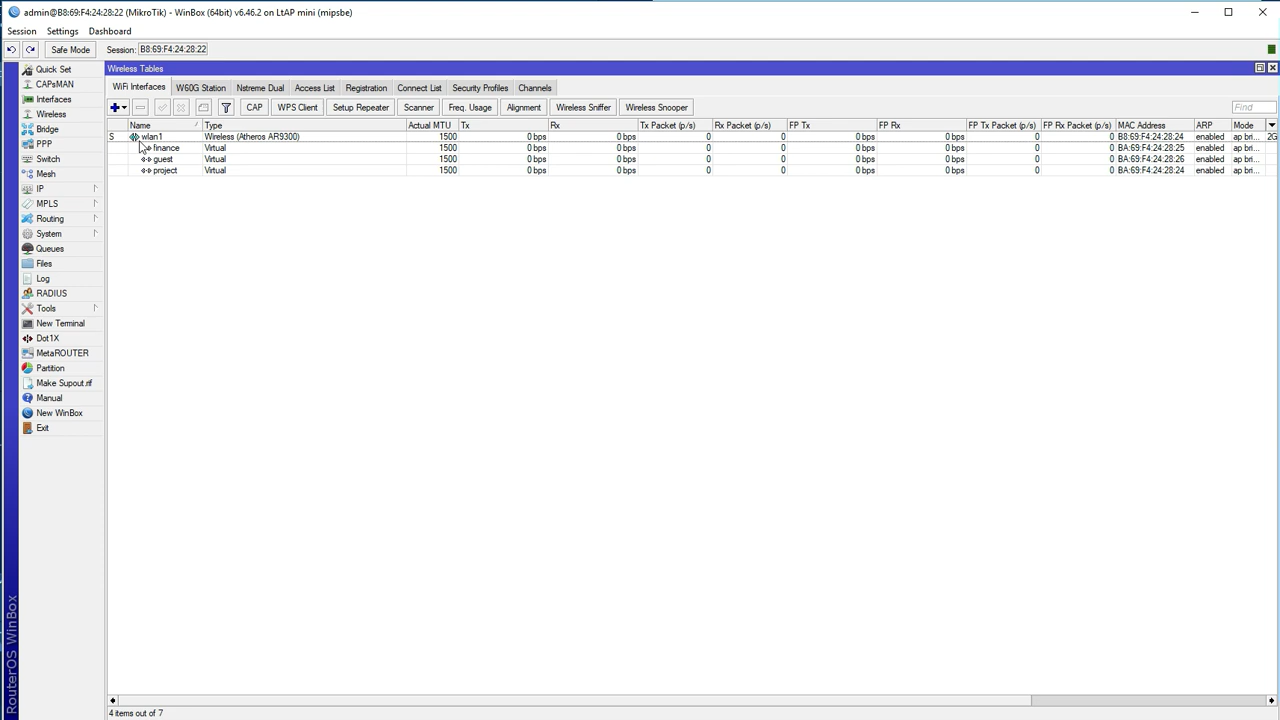 admin@B8:69:F4:24:28:22 (MikroTik) - WinBox (64bit) v6.46.2 on LtAP mini (mipsbe)
Session Settings Dashboard
Safe Mode Session: B8:69:F4:24:28:22
Quick Set
CAPsMAN
Interfaces
Wireless
Bridge
PPP
Switch
Mesh
IP
MPLS
Routing
System
Queues
Files
Log
RADIUS
Tools
New Terminal
Dot1X
MetaROUTER
Partition
Make Supout.rif
Manual
New WinBox
Exit
RouterOS WinBox
Wireless Tables
WiFi Interfaces W60G Station Nstreme Dual Access List Registration Connect List Security Profiles Channels
CAP WPS Client Setup Repeater Scanner Freq. Usage Alignment Wireless Sniffer Wireless Snooper Find
Name / Type Actual MTU Tx Rx Tx Packet (p/s) Rx Packet (p/s) FP Tx FP Rx FP Tx Packet (p/s) FP Rx Packet (p/s) MAC Address ARP Mode
S wlan1 Wireless (Atheros AR9300) 1500 0 bps 0 bps 0 0 0 bps 0 bps 0 0 B8:69:F4:24:28:24 enabled ap bri... 2G
finance Virtual 1500 0 bps 0 bps 0 0 0 bps 0 bps 0 0 BA:69:F4:24:28:25 enabled ap bri...
guest Virtual 1500 0 bps 0 bps 0 0 0 bps 0 bps 0 0 BA:69:F4:24:28:26 enabled ap bri...
project Virtual 1500 0 bps 0 bps 0 0 0 bps 0 bps 0 0 BA:69:F4:24:28:24 enabled ap bri...
4 items out of 7